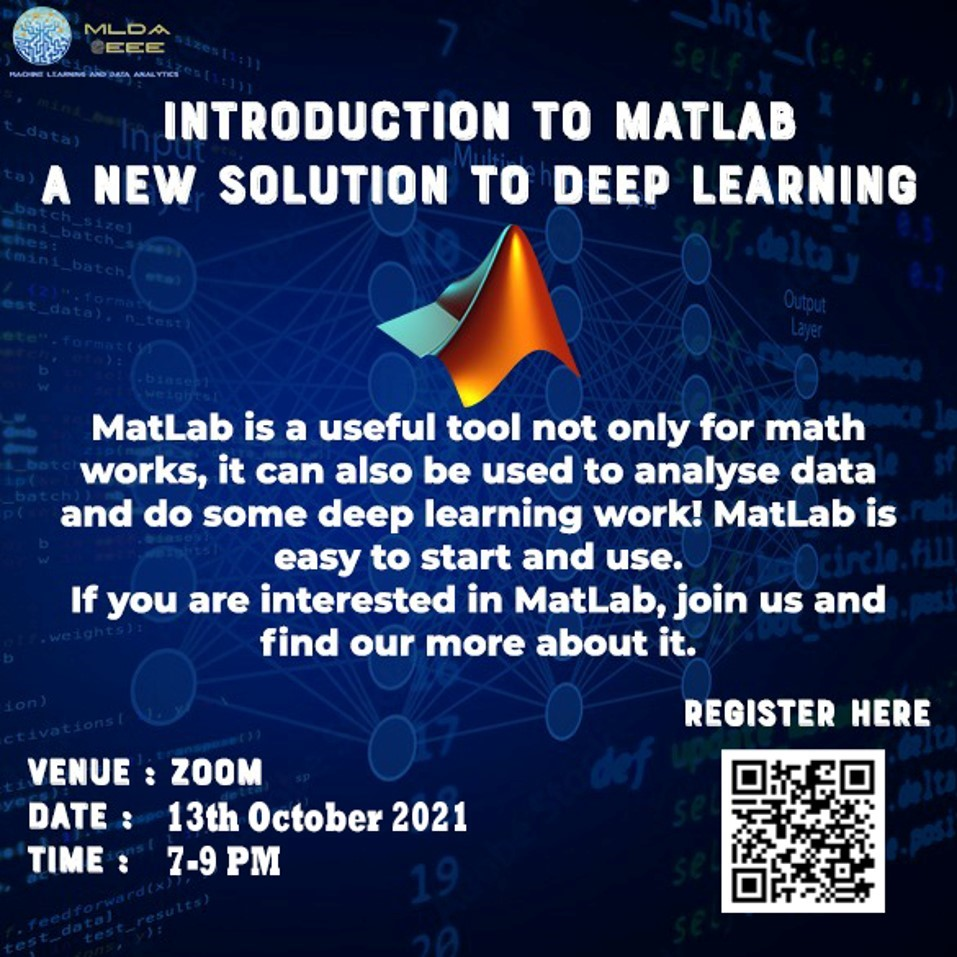 MLDA
@EEE
MACHINE LEARNING AND DATA ANALYTICS
INTRODUCTION TO MATLAB
A NEW SOLUTION TO DEEP LEARNING
MatLab is a useful tool not only for math
works, it can also be used to analyse data
and do some deep learning work! MatLab is
easy to start and use.
If you are interested in MatLab, join us and
find our more about it.
REGISTER HERE
VENUE : ZOOM
DATE : 13th October 2021
TIME : 7-9 PM
Input
Output
Layer